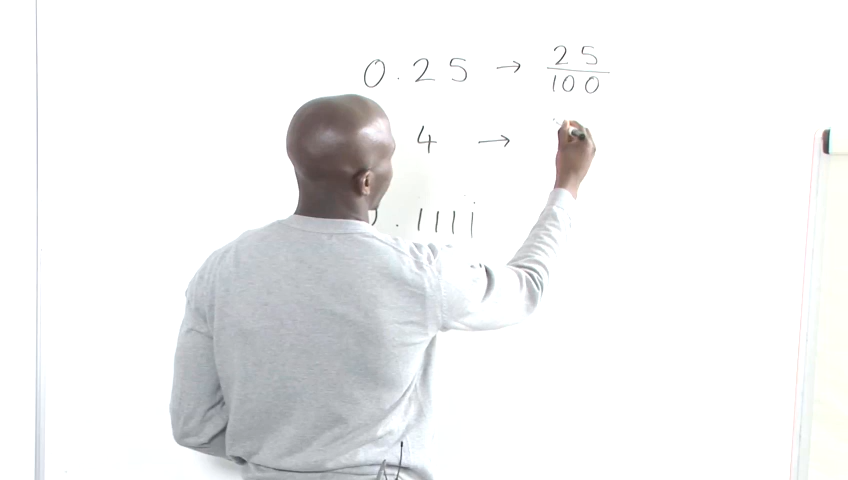 0.25 → 25/100
4 →
.1111̇